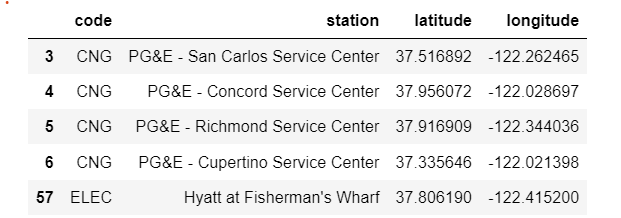 code station latitude longitude
3 CNG PG&E - San Carlos Service Center 37.516892 -122.262465
4 CNG PG&E - Concord Service Center 37.956072 -122.028697
5 CNG PG&E - Richmond Service Center 37.916909 -122.344036
6 CNG PG&E - Cupertino Service Center 37.335646 -122.021398
57 ELEC Hyatt at Fisherman's Wharf 37.806190 -122.415200